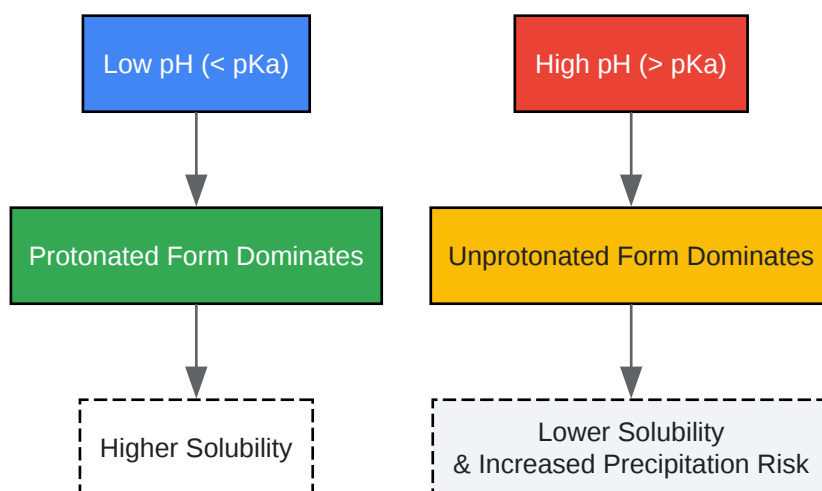 Low pH (< pKa)
High pH (> pKa)
Protonated Form Dominates
Unprotonated Form Dominates
Higher Solubility
Lower Solubility
& Increased Precipitation Risk